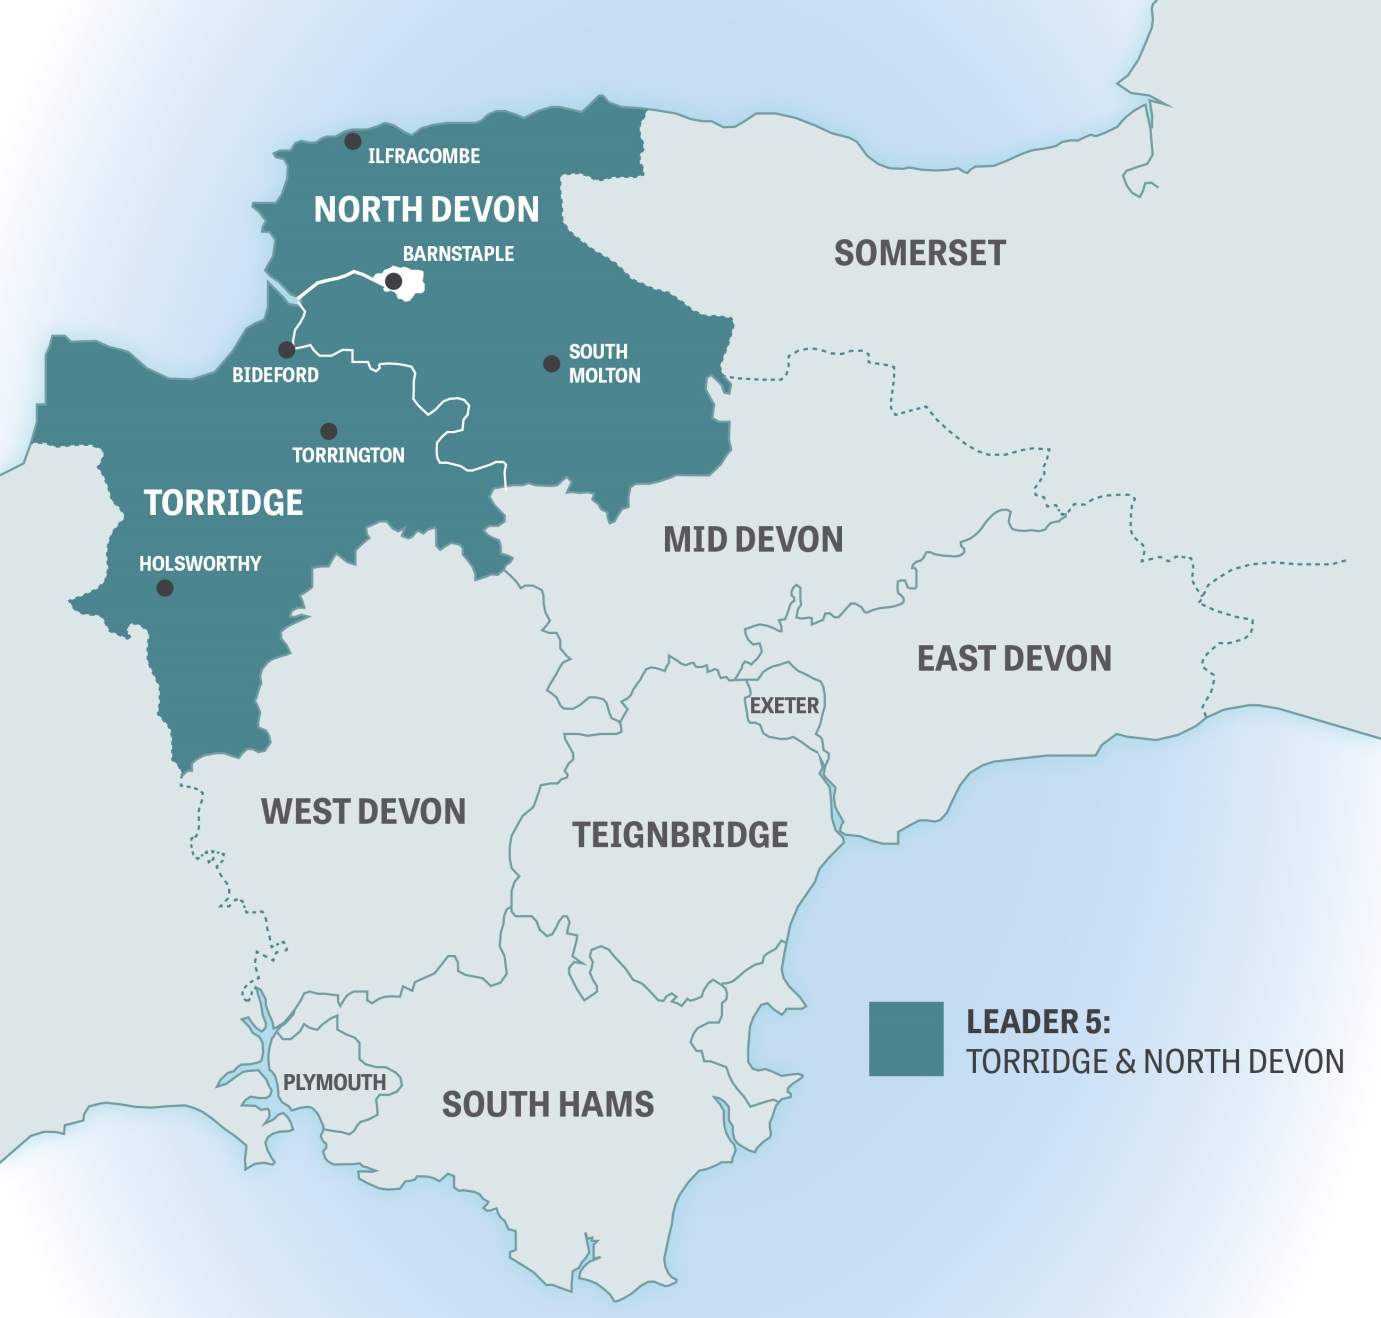 ILFRACOMBE
NORTH DEVON
BARNSTAPLE
SOMERSET
SOUTH
MOLTON
BIDEFORD
TORRINGTON
TORRIDGE
MID DEVON
HOLSWORTHY
EAST DEVON
EXETER
WEST DEVON
TEIGNBRIDGE
LEADER 5:
TORRIDGE & NORTH DEVON
PLYMOUTH
SOUTH HAMS